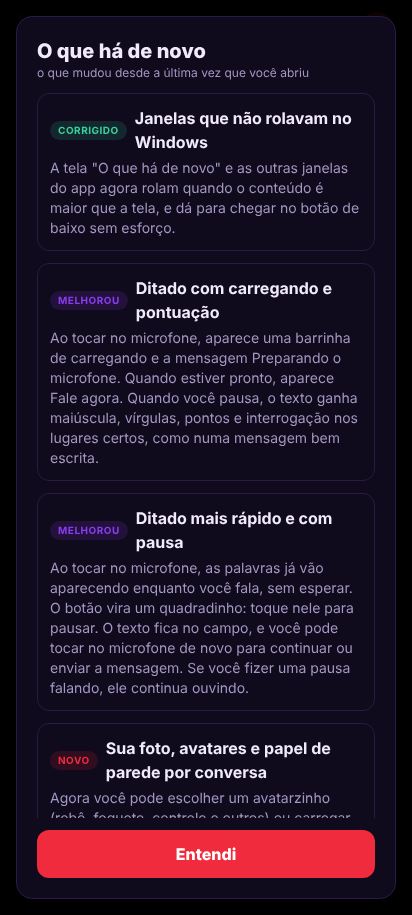 O que há de novo
o que mudou desde a última vez que você abriu
CORRIGIDO
Janelas que não rolavam no
Windows
A tela "O que há de novo" e as outras janelas
do app agora rolam quando o conteúdo é
maior que a tela, e dá para chegar no botão de
baixo sem esforço.
MELHOROU
Ditado com carregando e
pontuação
Ao tocar no microfone, aparece uma barrinha
de carregando e a mensagem Preparando o
microfone. Quando estiver pronto, aparece
Fale agora. Quando você pausa, o texto ganha
maiúscula, vírgulas, pontos e interrogação nos
lugares certos, como numa mensagem bem
escrita.
MELHOROU
Ditado mais rápido e com
pausa
Ao tocar no microfone, as palavras já vão
aparecendo enquanto você fala, sem esperar.
O botão vira um quadradinho: toque nele para
pausar. O texto fica no campo, e você pode
tocar no microfone de novo para continuar ou
enviar a mensagem. Se você fizer uma pausa
falando, ele continua ouvindo.
NOVO
Sua foto, avatares e papel de
parede por conversa
Agora você pode escolher um avatarzinho
(robô, foguete, controle e outros) ou carregar
Entendi